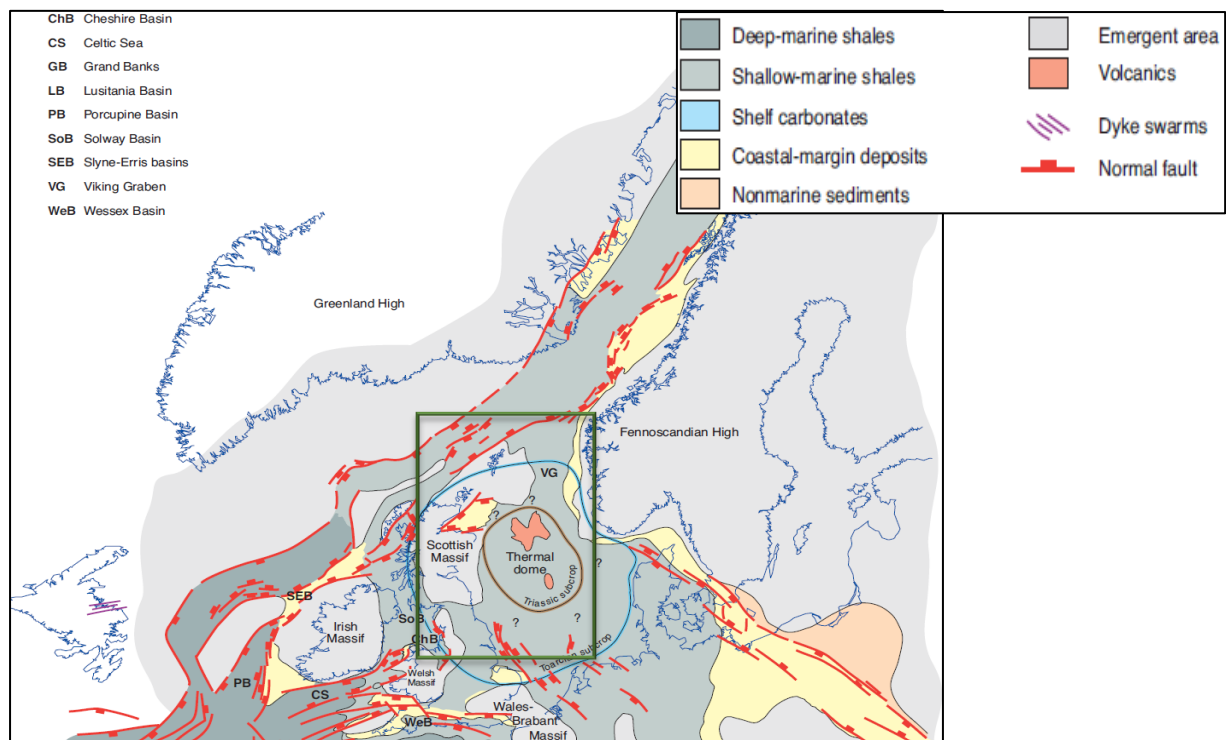 ChB Cheshire Basin
CS Celtic Sea
GB Grand Banks
LB Lusitania Basin
PB Porcupine Basin
SoB Solway Basin
SEB Slyne-Erris basins
VG Viking Graben
WeB Wessex Basin
Deep-marine shales
Shallow-marine shales
Shelf carbonates
Coastal-margin deposits
Nonmarine sediments
Emergent area
Volcanics
Dyke swarms
Normal fault
Greenland High
Fennoscandian High
VG
?
?
Scottish
Massif
Thermal
dome
?
Triassic subcrop
SEB
Irish
Massif
SoB
?
?
ChB
Toarcian subcrop
Welsh
Massif
PB
CS
WeB
Wales-
Brabant
Massif